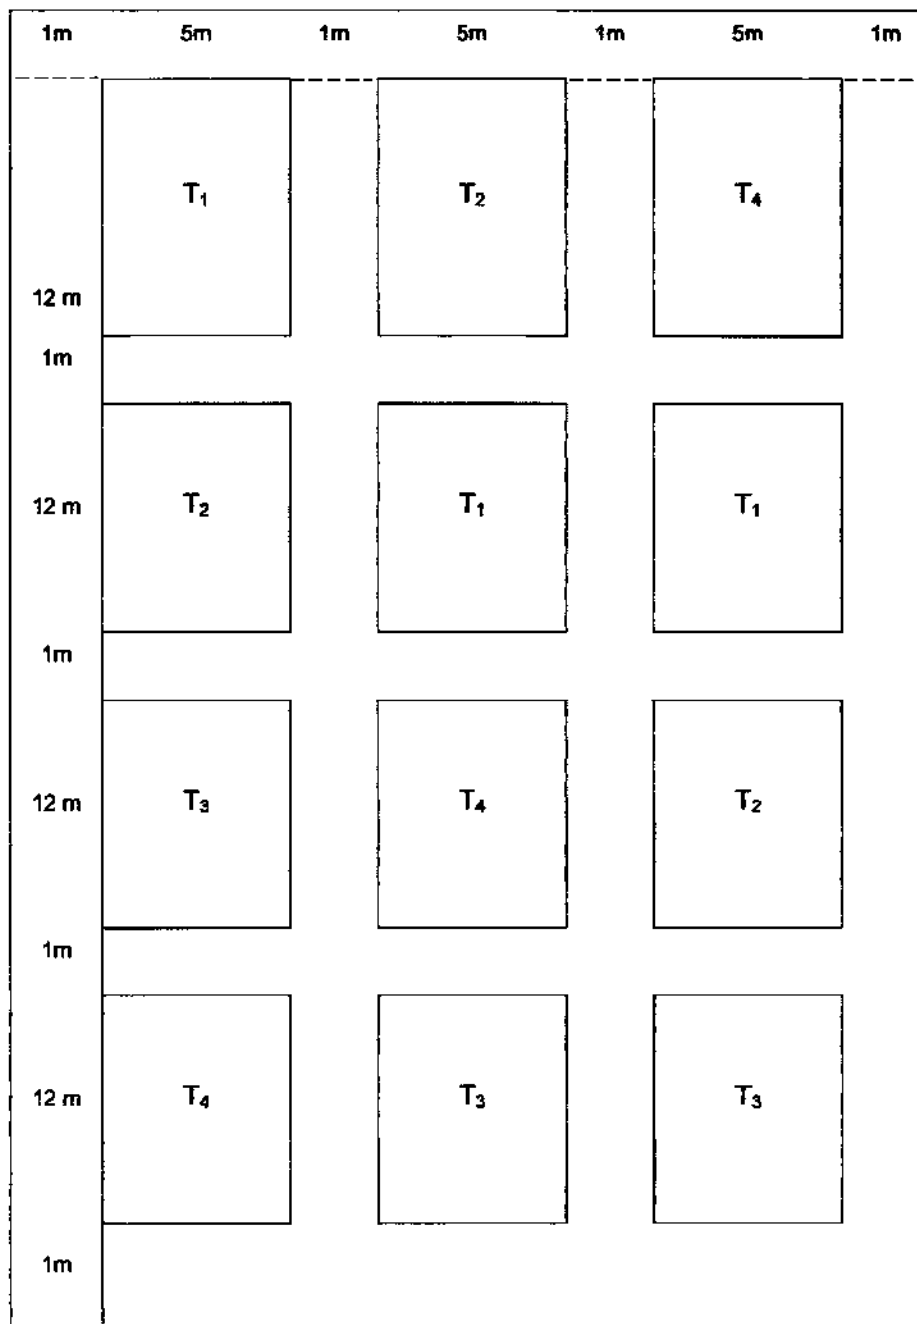 1m 5m 1m 5m 1m 5m 1m
T₁ T₂ T₄
12 m
1m
12 m T₂ T₁ T₁
1m
12 m T₃ T₄ T₂
1m
12 m T₄ T₃ T₃
1m